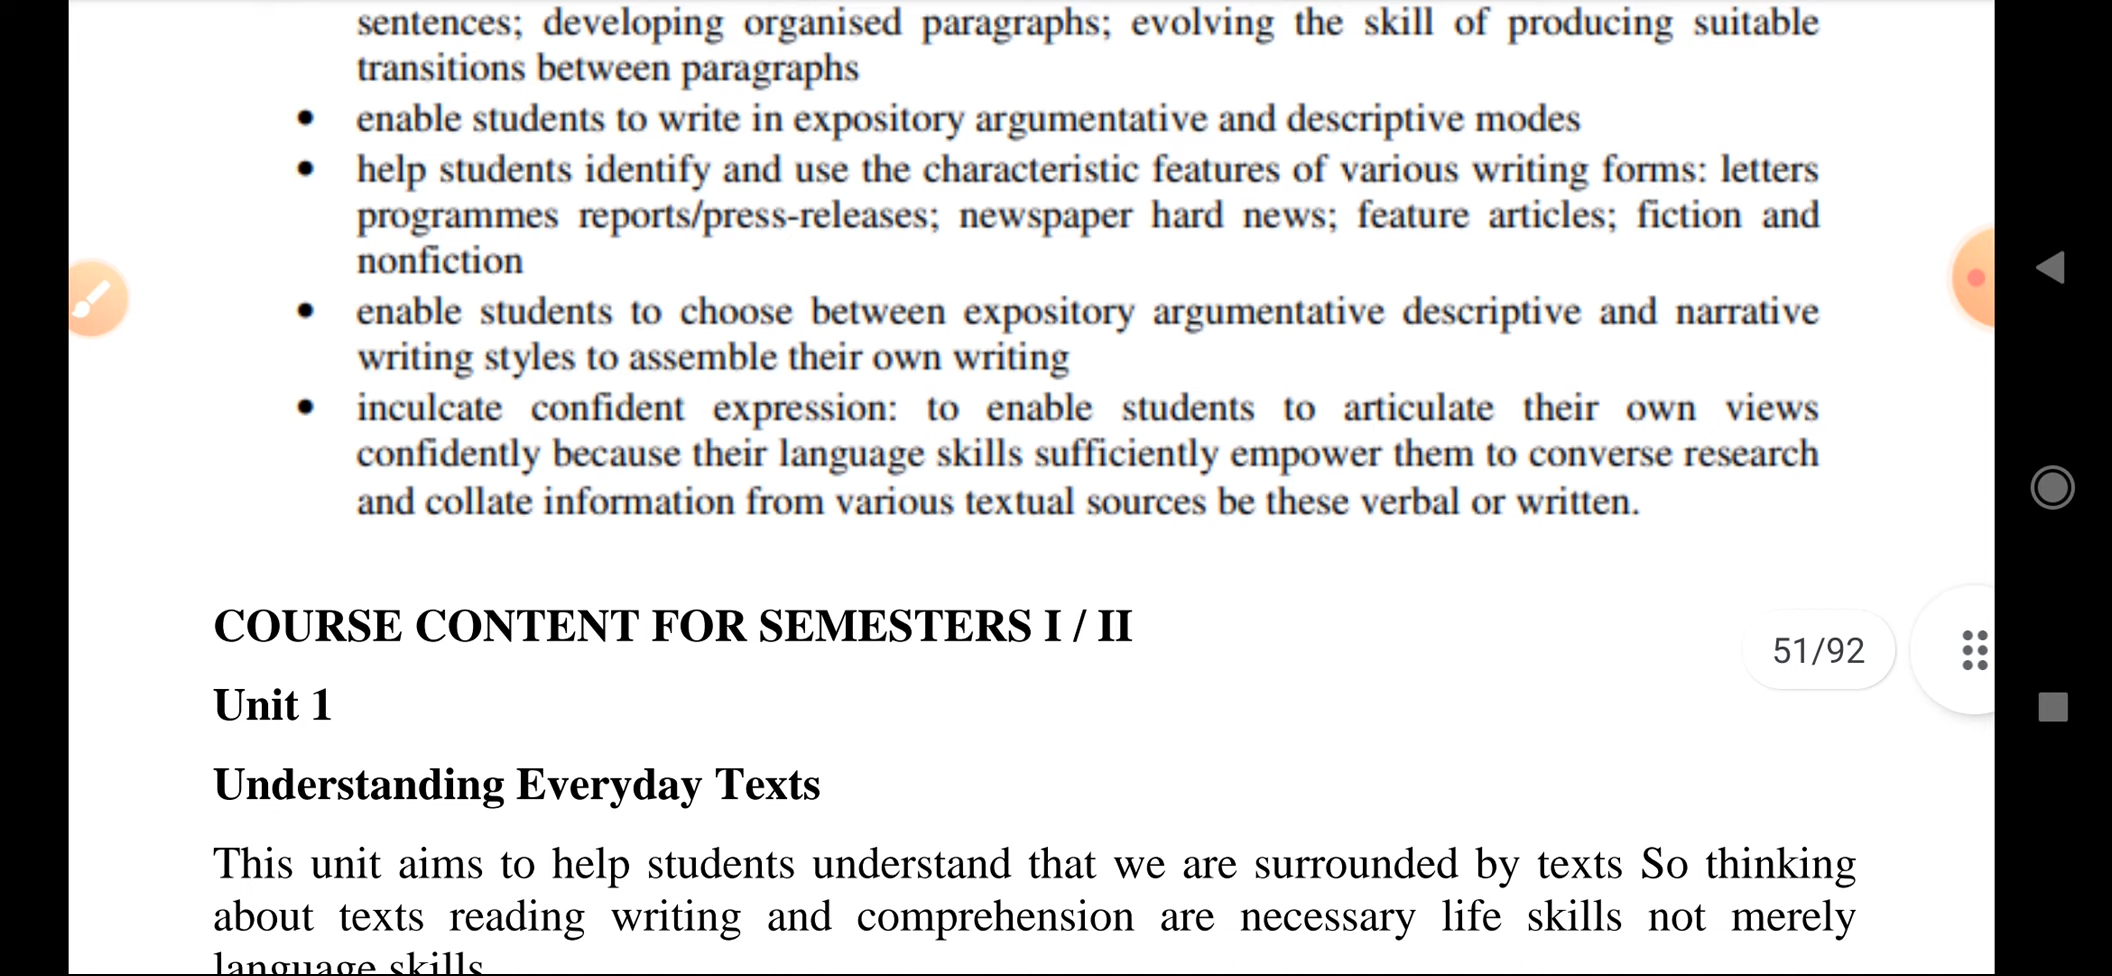 sentences; developing organised paragraphs; evolving the skill of producing suitable
transitions between paragraphs
• enable students to write in expository argumentative and descriptive modes
• help students identify and use the characteristic features of various writing forms: letters
programmes reports/press-releases; newspaper hard news; feature articles; fiction and
nonfiction
• enable students to choose between expository argumentative descriptive and narrative
writing styles to assemble their own writing
• inculcate confident expression: to enable students to articulate their own views
confidently because their language skills sufficiently empower them to converse research
and collate information from various textual sources be these verbal or written.
COURSE CONTENT FOR SEMESTERS I / II
51/92
Unit 1
Understanding Everyday Texts
This unit aims to help students understand that we are surrounded by texts So thinking
about texts reading writing and comprehension are necessary life skills not merely
language skills